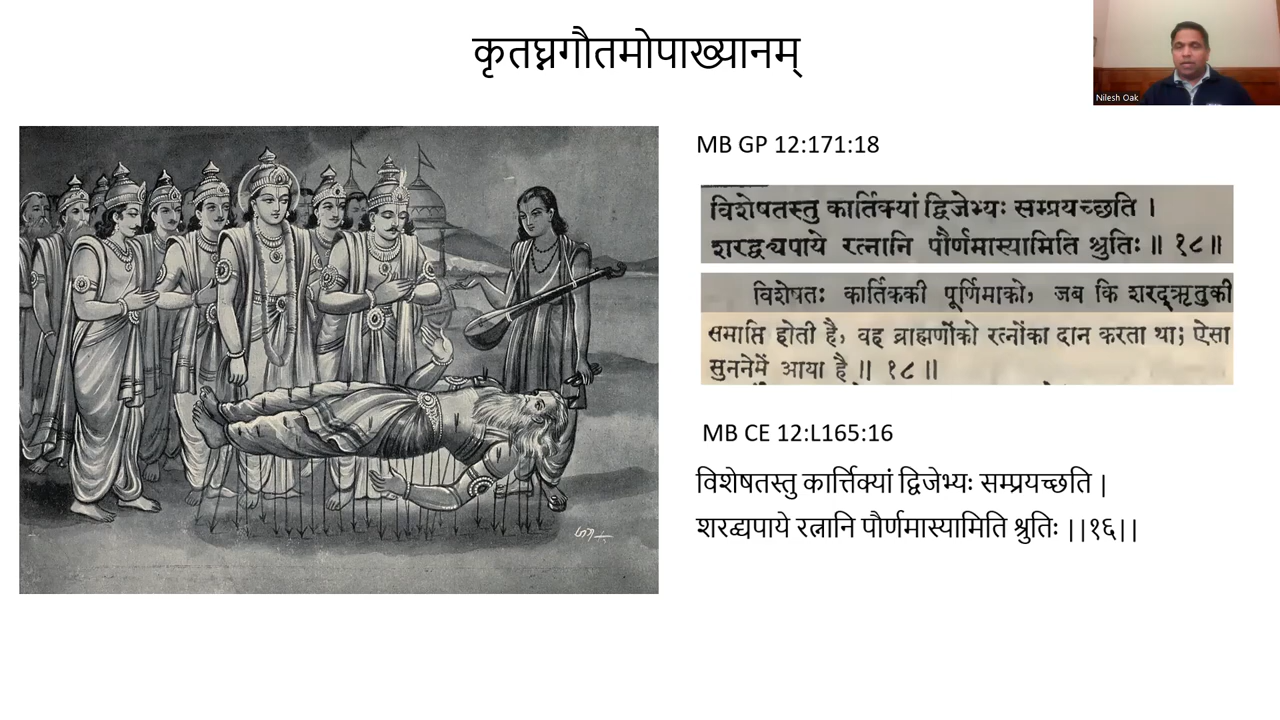 कृतघ्नगौतमोपाख्यानम्
Nilesh Oak
MB GP 12:171:18
विशेषतस्तु कार्तिक्यां द्विजेभ्यः सम्प्रयच्छति ।
शरद्व्यपाये रत्नानि पौर्णमास्यामिति श्रुतिः ॥ १८॥
विशेषतः कार्तिककी पूर्णिमाको, जब कि शरद्ऋतुकी
समाप्ति होती है, वह ब्राह्मणोंको रत्नोंका दान करता था; ऐसा
सुननेमें आया है ॥ १८ ॥
MB CE 12:L165:16
विशेषतस्तु कार्त्तिक्यां द्विजेभ्यः सम्प्रयच्छति |
शरद्व्यपाये रत्नानि पौर्णमास्यामिति श्रुतिः ||१६||